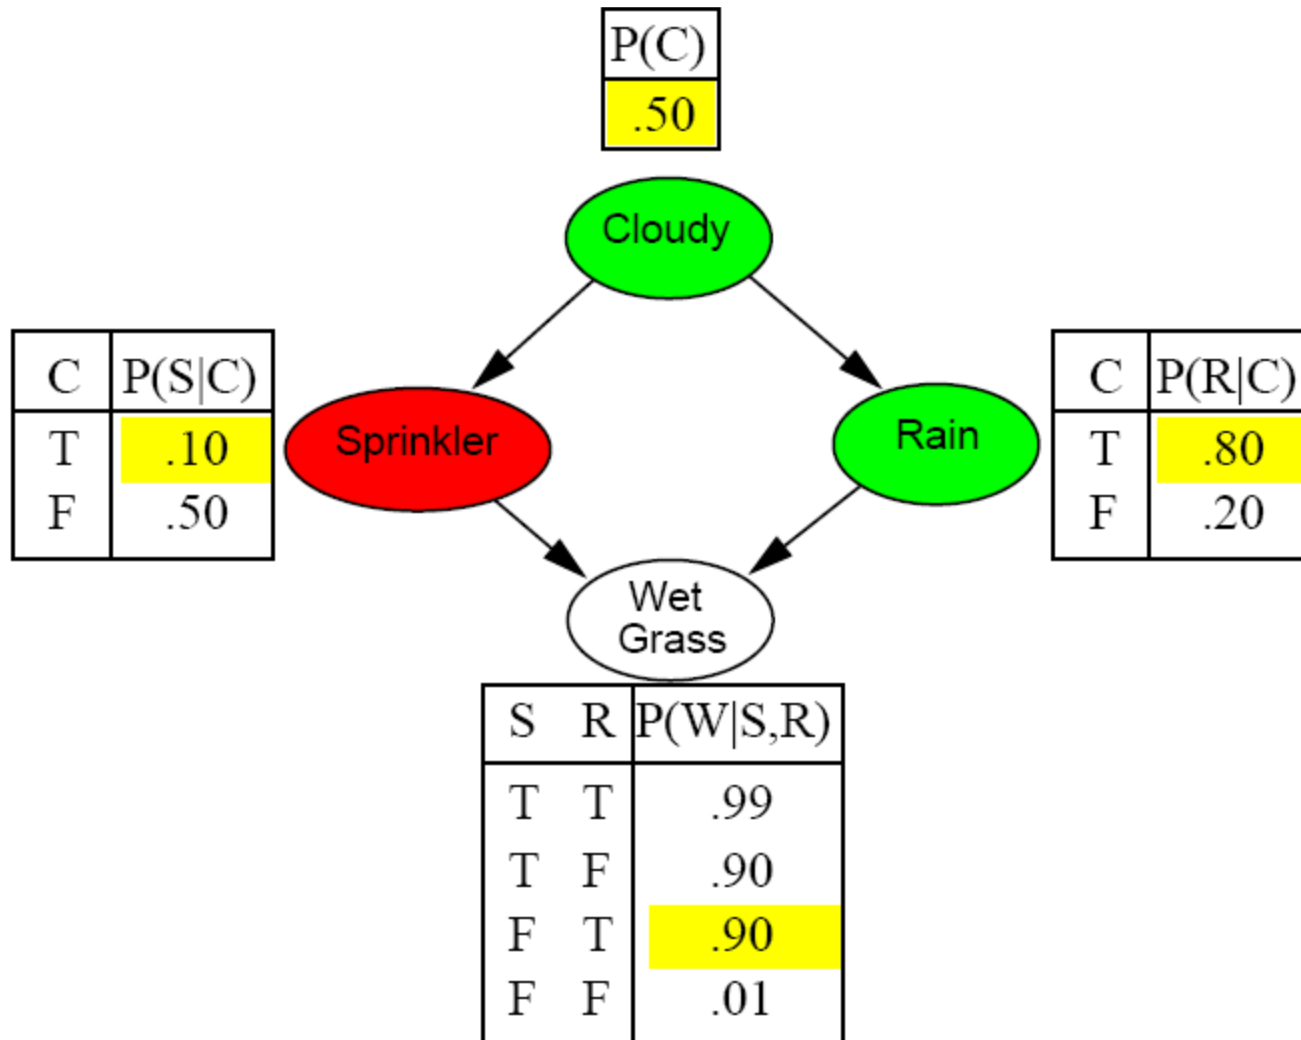 P(C)
.50
Cloudy
C P(S|C)
T .10
F .50
Sprinkler
Rain
C P(R|C)
T .80
F .20
Wet
Grass
S R P(W|S,R)
T T .99
T F .90
F T .90
F F .01